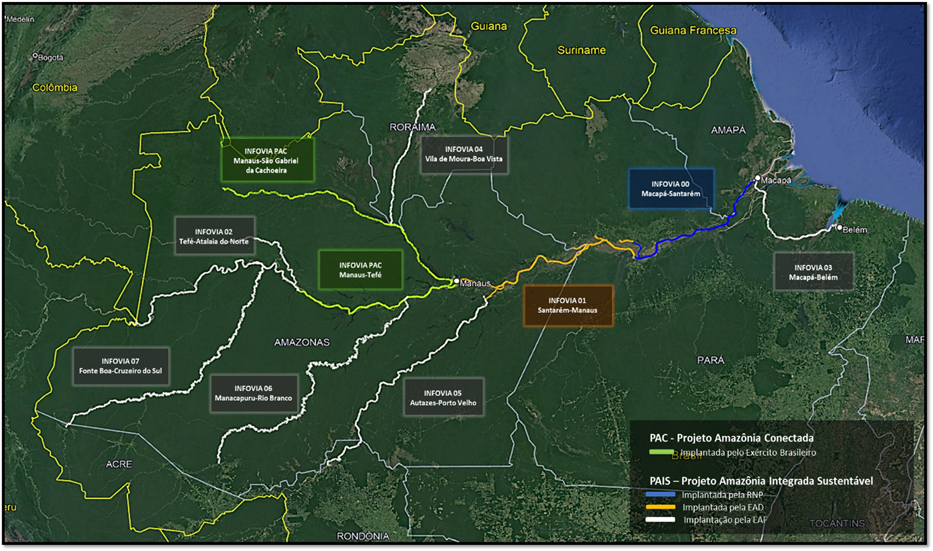 Medellín
Bogotá
Colômbia
Guiana
Suriname
Guiana Francesa
RORAIMA
AMAPÁ
INFOVIA PAC
Manaus-São Gabriel
da Cachoeira
INFOVIA 04
Vila de Moura-Boa Vista
INFOVIA 00
Macapá-Santarém
Macapá
INFOVIA 02
Tefé-Atalaia do Norte
Belém
INFOVIA PAC
Manaus-Tefé
INFOVIA 03
Macapá-Belém
Manaus
INFOVIA 01
Santarém-Manaus
AMAZONAS
MAR
INFOVIA 07
Fonte Boa-Cruzeiro do Sul
PARÁ
INFOVIA 06
Manacapuru-Rio Branco
INFOVIA 05
Autazes-Porto Velho
PAC - Projeto Amazônia Conectada
Brasil
Implantada pelo Exército Brasileiro
ACRE
PAIS – Projeto Amazônia Integrada Sustentável
Implantada pela RNP
eru
Implantada pela EAD
Implantação pela EAF
TOCANTINS
RONDÔNIA